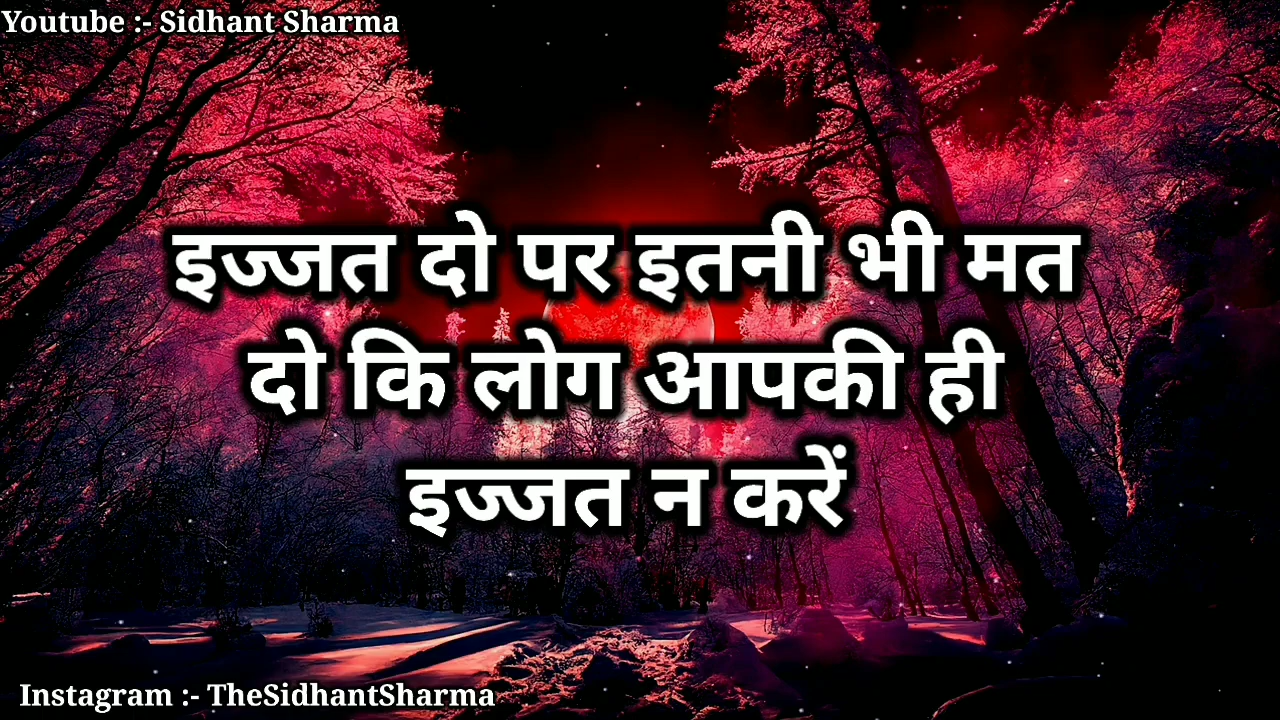 Youtube :- Sidhant Sharma
इज्जत दो पर इतनी भी मत
दो कि लोग आपकी ही
इज्जत न करें
Instagram :- TheSidhantSharma